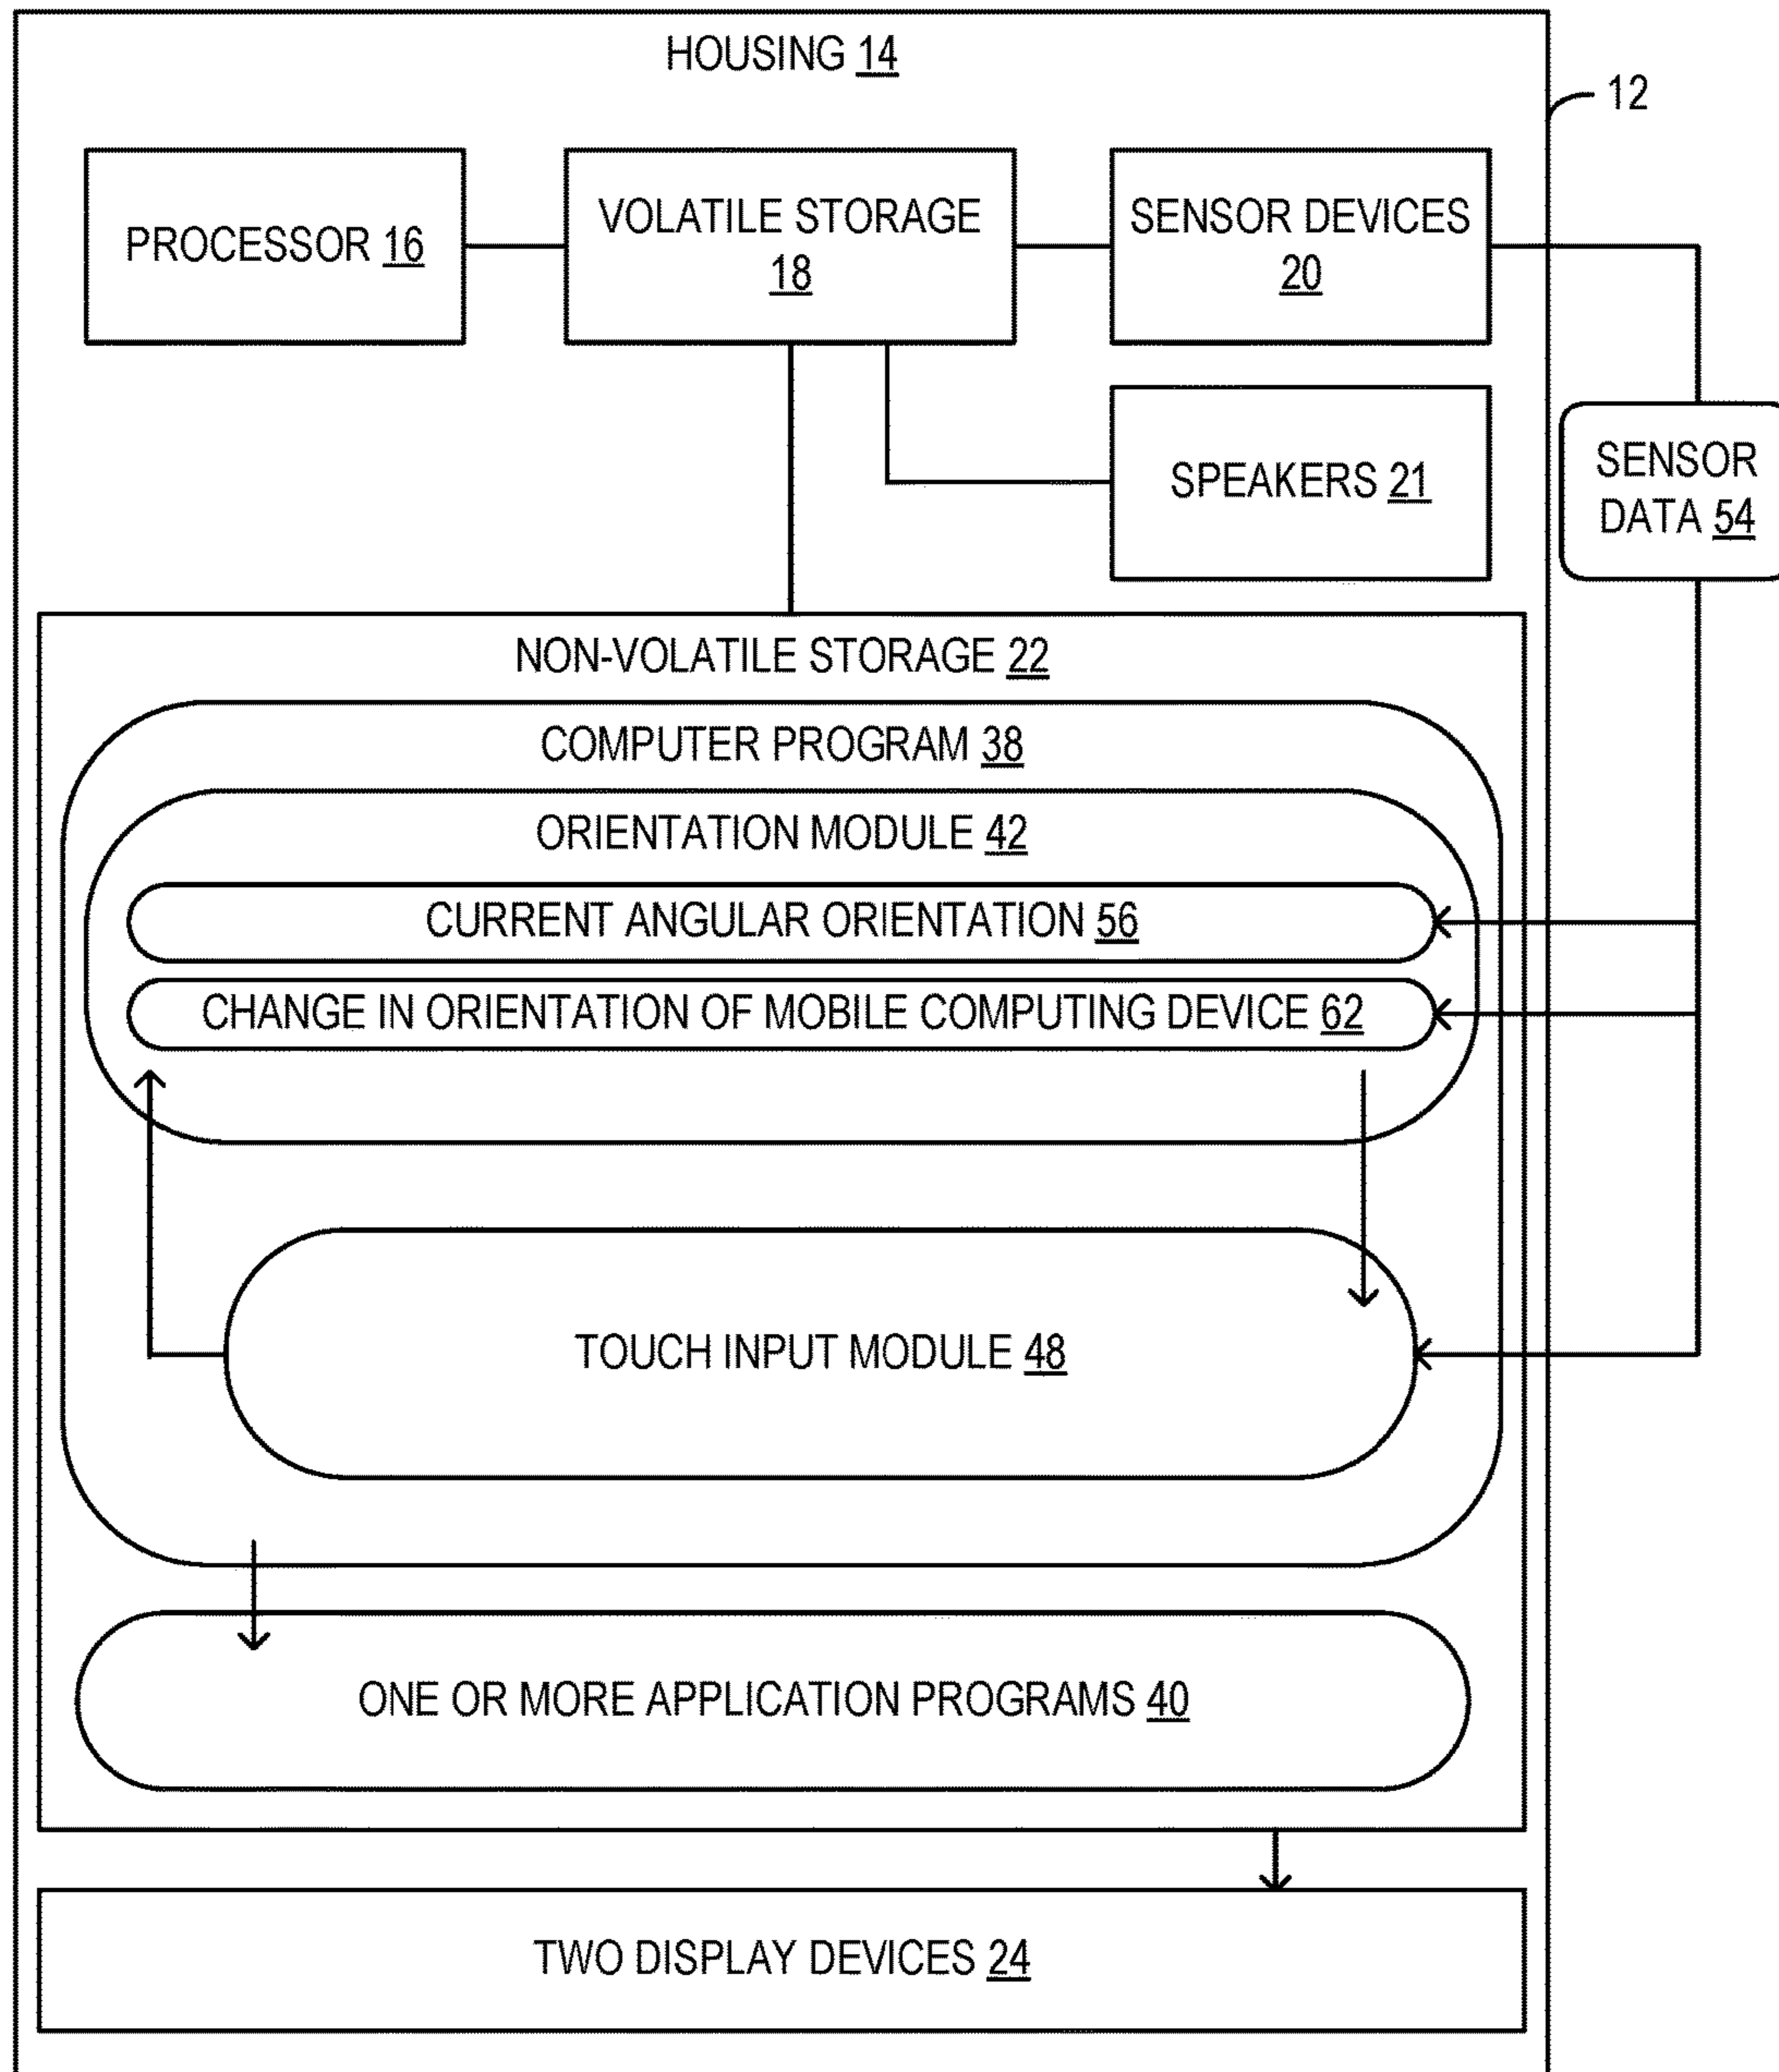 HOUSING 14
12
PROCESSOR 16
VOLATILE STORAGE
18
SENSOR DEVICES
20
SPEAKERS 21
SENSOR
DATA 54
NON-VOLATILE STORAGE 22
COMPUTER PROGRAM 38
ORIENTATION MODULE 42
CURRENT ANGULAR ORIENTATION 56
CHANGE IN ORIENTATION OF MOBILE COMPUTING DEVICE 62
TOUCH INPUT MODULE 48
ONE OR MORE APPLICATION PROGRAMS 40
TWO DISPLAY DEVICES 24